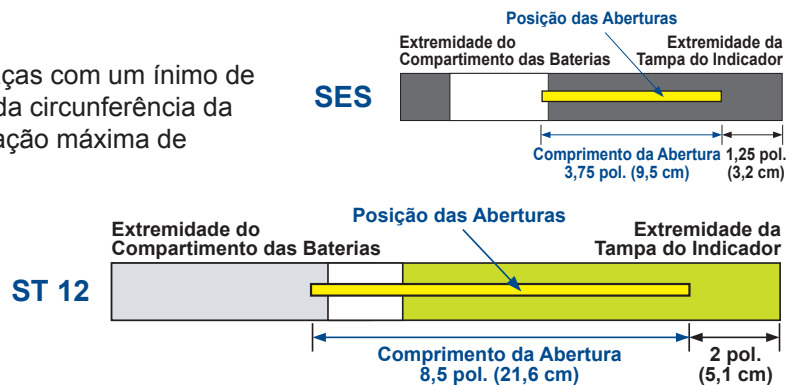 aças com um ínimo de
da circunferência da
ação máxima de
SES
Posição das Aberturas
Extremidade do
Compartimento das Baterias
Extremidade da
Tampa do Indicador
Comprimento da Abertura
3,75 pol. (9,5 cm)
1,25 pol.
(3,2 cm)
ST 12
Posição das Aberturas
Extremidade do
Compartimento das Baterias
Extremidade da
Tampa do Indicador
Comprimento da Abertura
8,5 pol. (21,6 cm)
2 pol.
(5,1 cm)